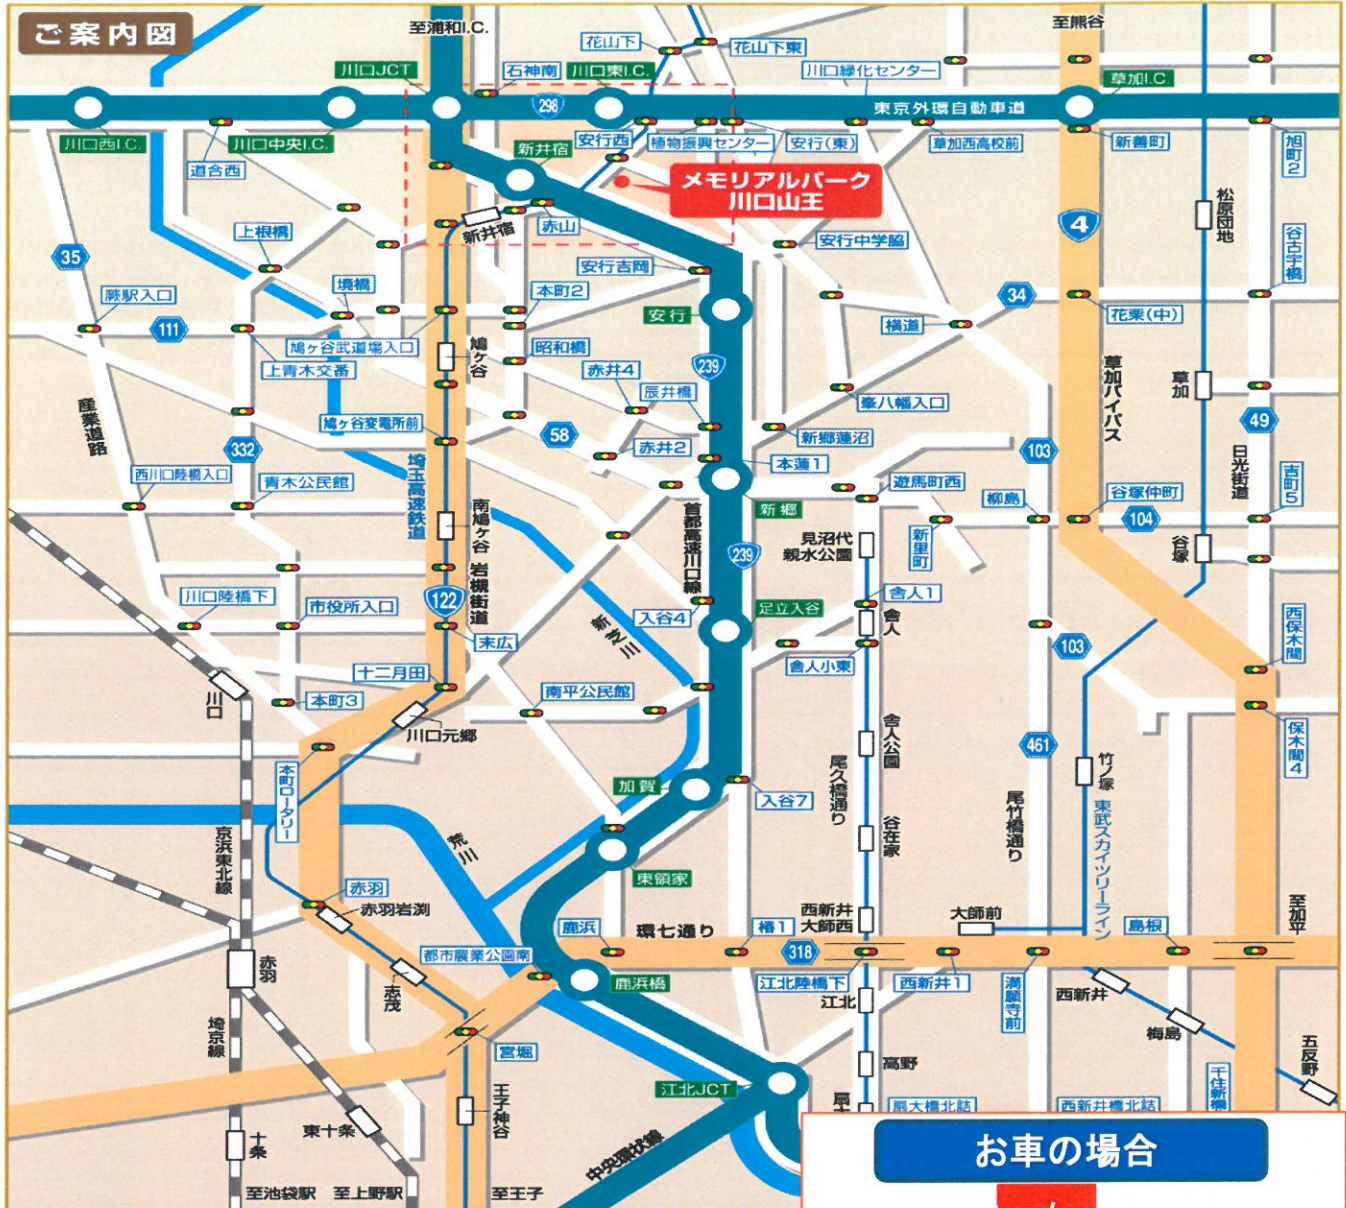 ご案内図
至浦和I.C.
至熊谷
花山下
花山下東
川口JCT
石神南
川口東I.C.
川口緑化センター
草加I.C.
298
東京外環自動車道
川口西I.C.
道合西
川口中央I.C.
新井宿
安行西
植物振興センター
安行(東)
草加西高校前
新善町
旭町2
メモリアルパーク
川口山王
松原団地
4
上根橋
新井宿
赤山
安行中学脇
35
安行吉岡
谷古宇橋
蕨駅入口
境橋
本町2
34
111
安行
横道
花栗(中)
鳩ヶ谷武道場入口
鳩ヶ谷
昭和橋
上青木交番
赤井4
239
草加バイパス
草加
辰井橋
峯八幡入口
産業道路
鳩ヶ谷変電所前
58
新郷蓮沼
49
332
赤井2
本蓮1
103
日光街道
西川口陸橋入口
青木公民館
埼玉高速鉄道
遊馬町西
柳島
谷塚仲町
吉町5
南鳩ヶ谷
首都高速川口線
新郷
見沼代
親水公園
新里町
104
谷塚
239
川口陸橋下
市役所入口
122
岩槻街道
入谷4
足立入谷
舎人1
舎人
末広
新芝川
西保木間
十二月田
舎人小東
103
川口
本町3
南平公民館
川口元郷
舎人公園
461
保木間4
本町ロータリー
加賀
入谷7
尾久橋通り
竹ノ塚
京浜東北線
荒川
谷在家
尾竹橋通り
東武スカイツリーライン
東領家
赤羽
赤羽岩渕
西新井
大師西
大師前
至加平
鹿浜
環七通り
椿1
島根
都市農業公園南
318
赤羽
志茂
鹿浜橋
江北陸橋下
西新井1
満願寺前
江北
西新井
埼京線
宮堀
梅島
江北JCT
高野
五反野
王子神谷
千住新橋
扇大橋北詰
西新井橋北詰
東十条
十条
中央環状線
お車の場合
至池袋駅
至上野駅
至王子